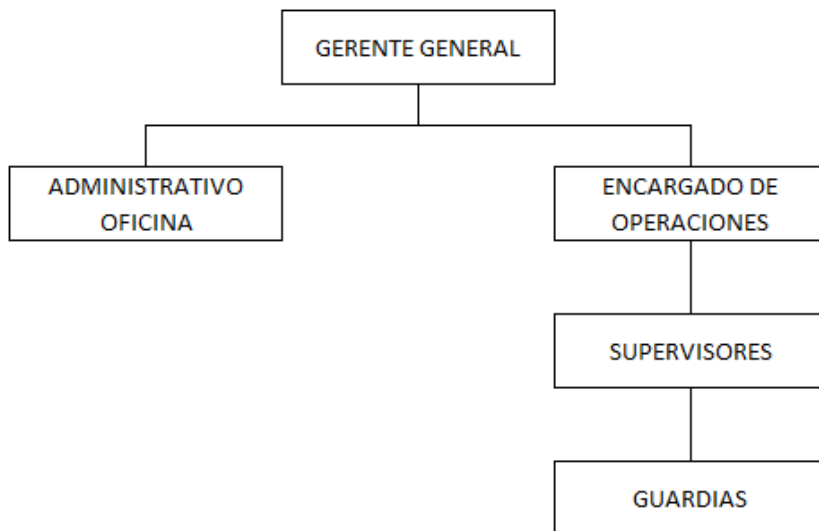 GERENTE GENERAL
ADMINISTRATIVO
OFICINA
ENCARGADO DE
OPERACIONES
SUPERVISORES
GUARDIAS